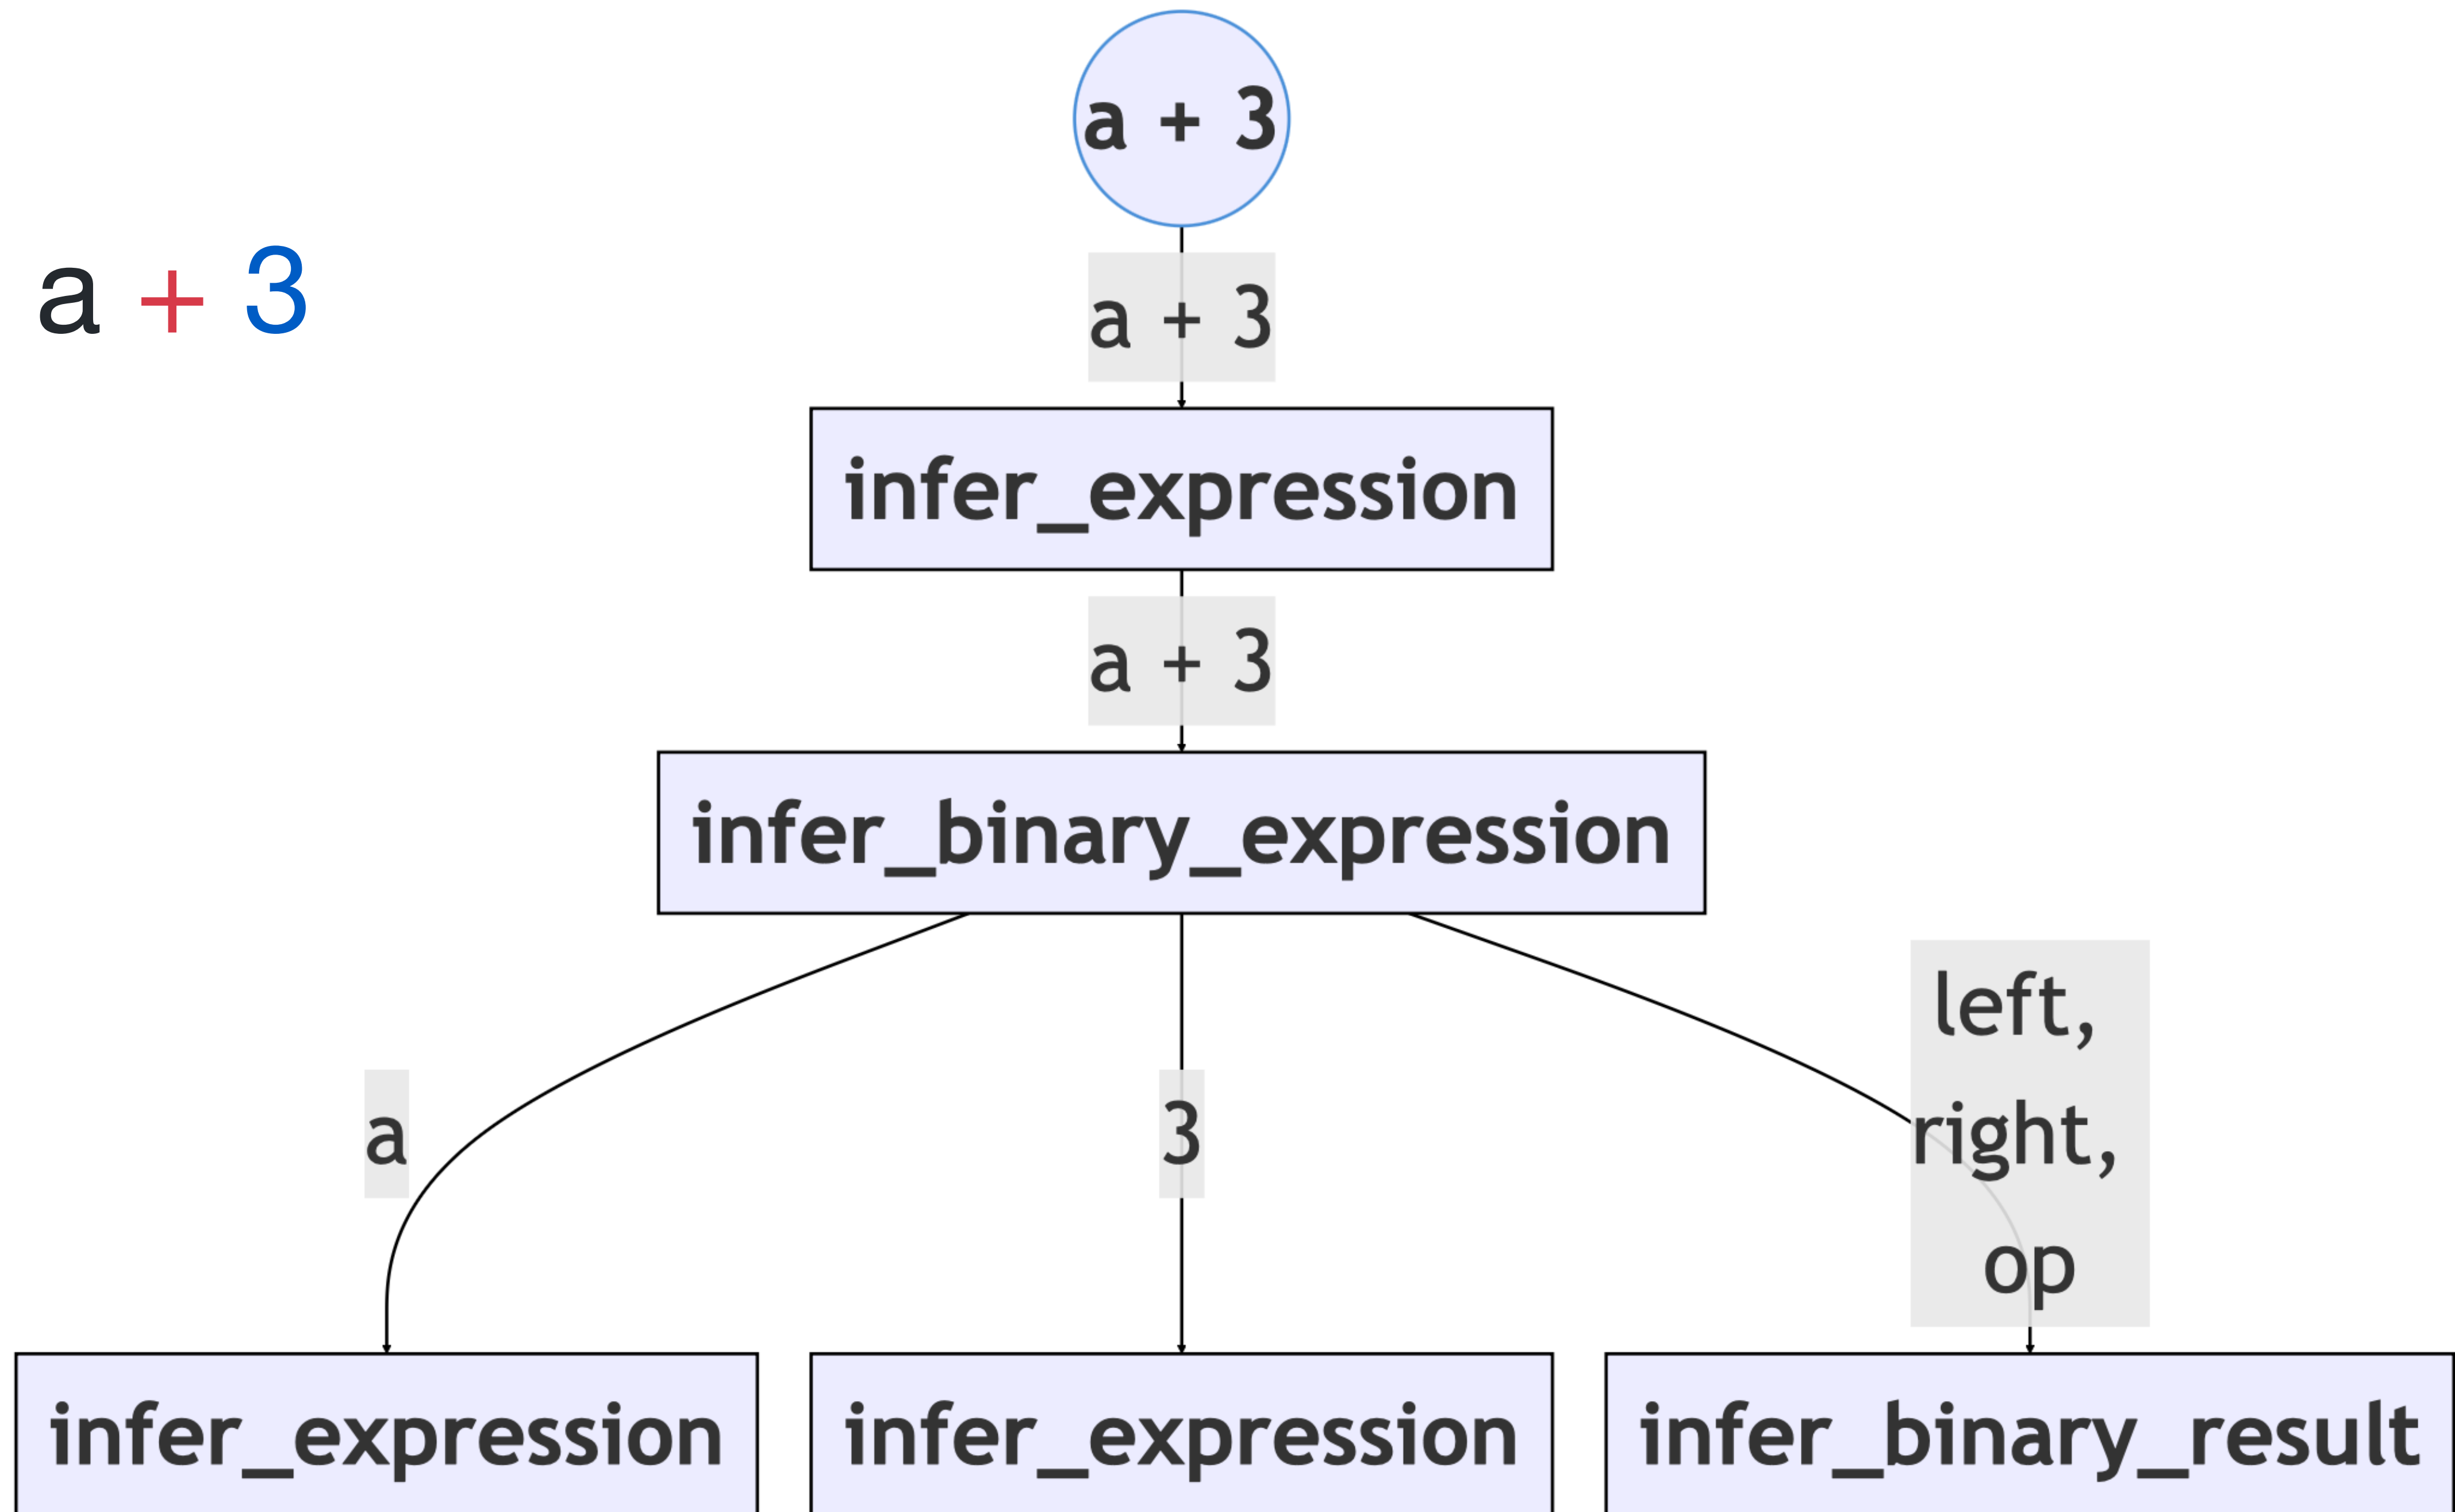 a + 3
a + 3
a + 3
infer_expression
a + 3
infer_binary_expression
a
3
left,
right,
op
infer_expression
infer_expression
infer_binary_result